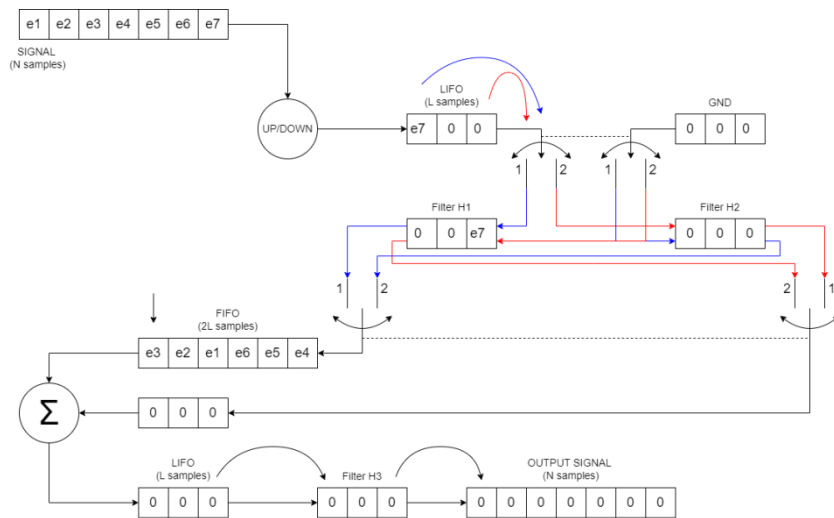 e1 e2 e3 e4 e5 e6 e7
SIGNAL
(N samples)
UP/DOWN
LIFO
(L samples)
e7 0 0
GND
0 0 0
1 2 1 2
Filter H1
0 0 e7
Filter H2
0 0 0
1 2 2 1
FIFO
(2L samples)
e3 e2 e1 e6 e5 e4
Σ
0 0 0
LIFO
(L samples)
0 0 0
Filter H3
0 0 0
OUTPUT SIGNAL
(N samples)
0 0 0 0 0 0 0